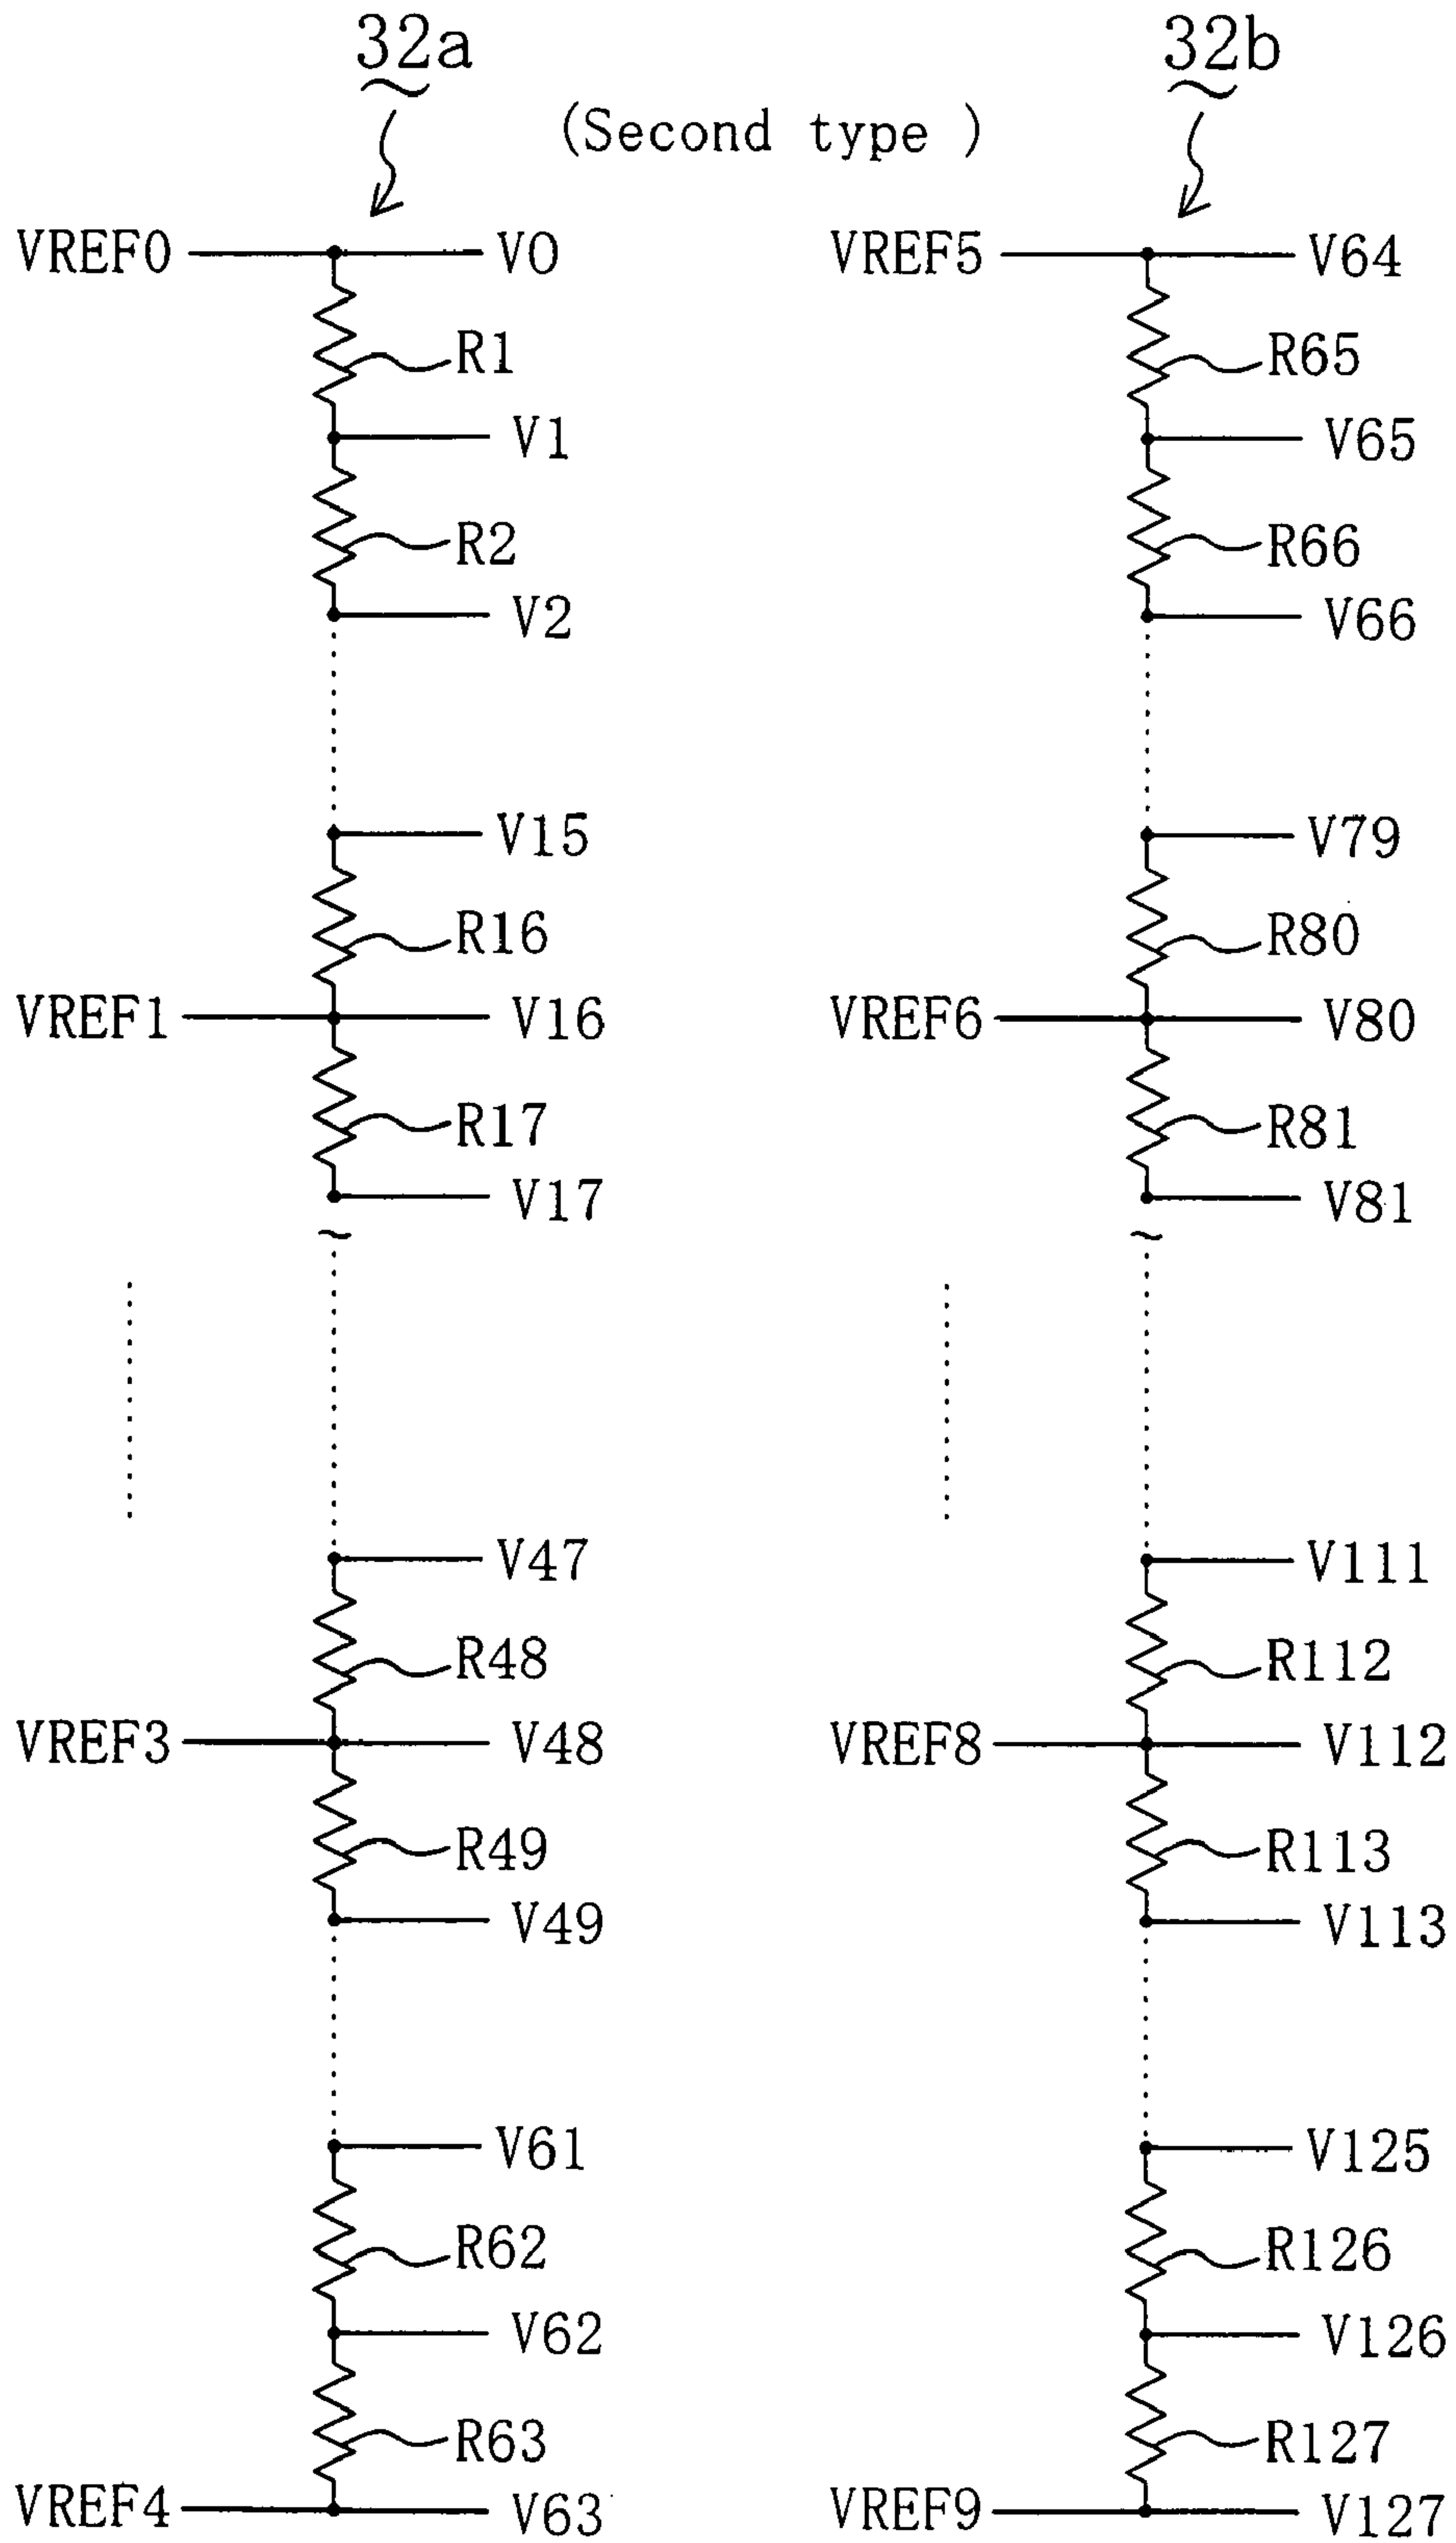 32a 32b
(Second type )
VREF0 VO VREF5 V64
R1 R65
V1 V65
R2 R66
V2 V66
V15 V79
R16 R80
VREF1 V16 VREF6 V80
R17 R81
V17 V81
V47 V111
R48 R112
VREF3 V48 VREF8 V112
R49 R113
V49 V113
V61 V125
R62 R126
V62 V126
R63 R127
VREF4 V63 VREF9 V127